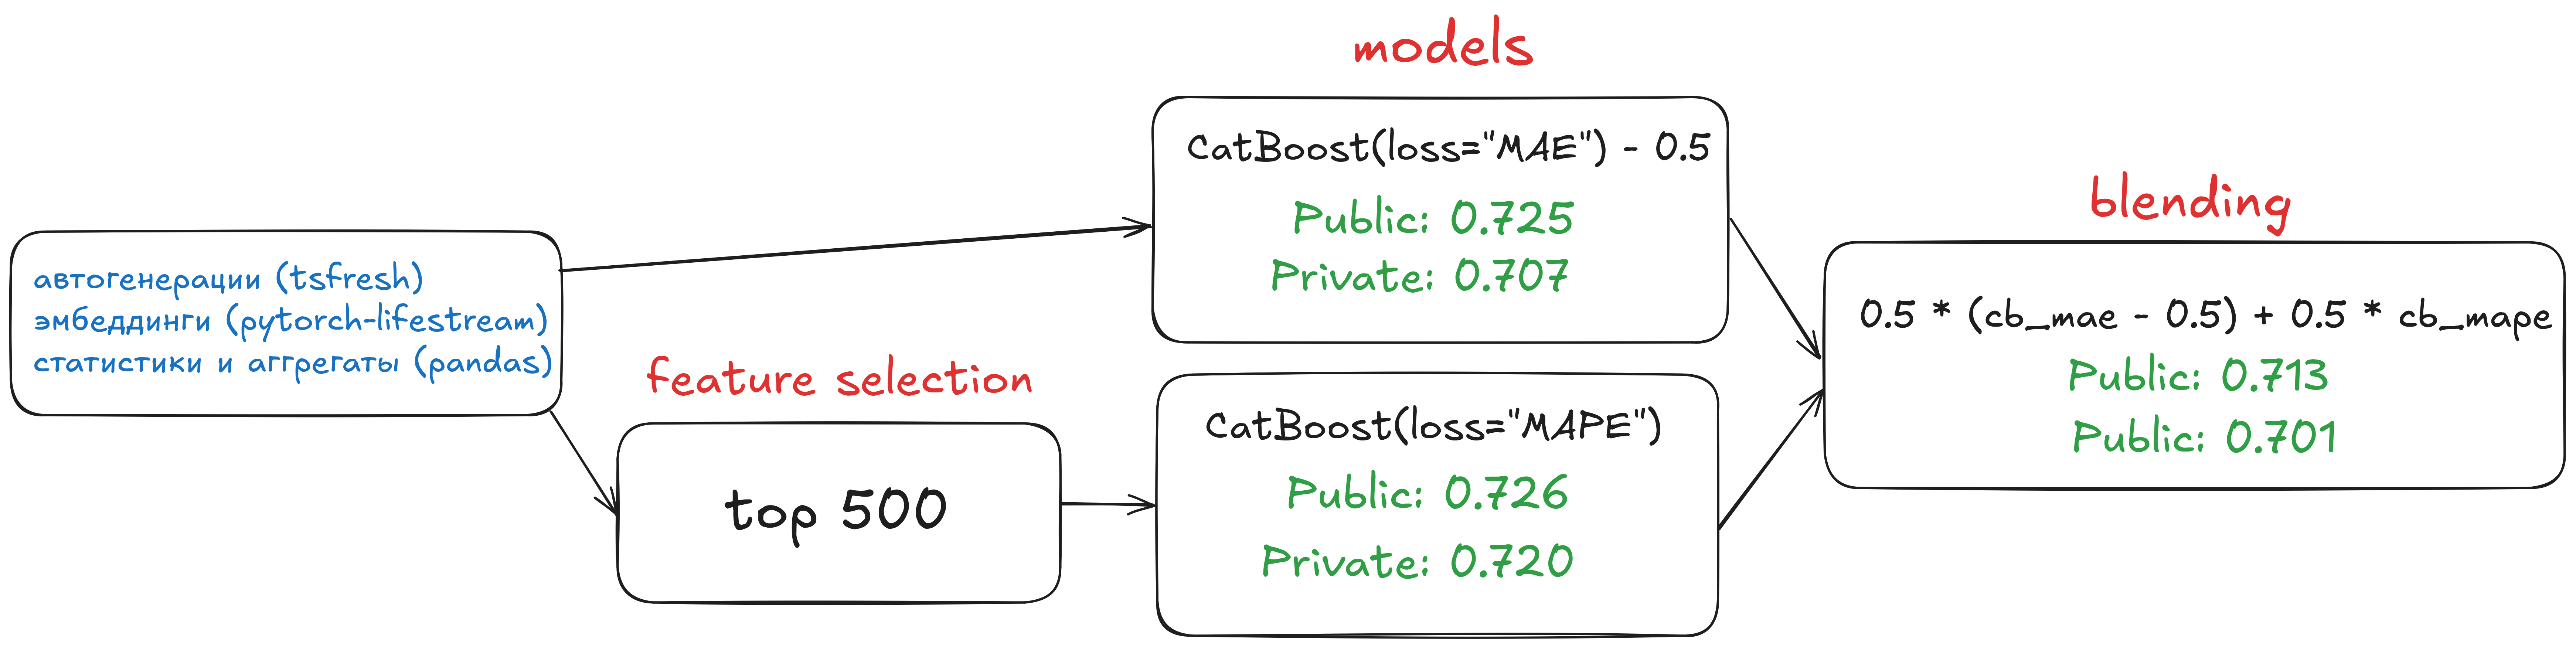 автогенерации (tsfresh)
эмбеддинги (pytorch-lifestream)
статистики и аггрегаты (pandas)
feature selection
top 500
models
CatBoost(loss="MAE") - 0.5
Public: 0.725
Private: 0.707
CatBoost(loss="MAPE")
Public: 0.726
Private: 0.720
blending
0.5 * (cb_mae - 0.5) + 0.5 * cb_mape
Public: 0.713
Public: 0.701